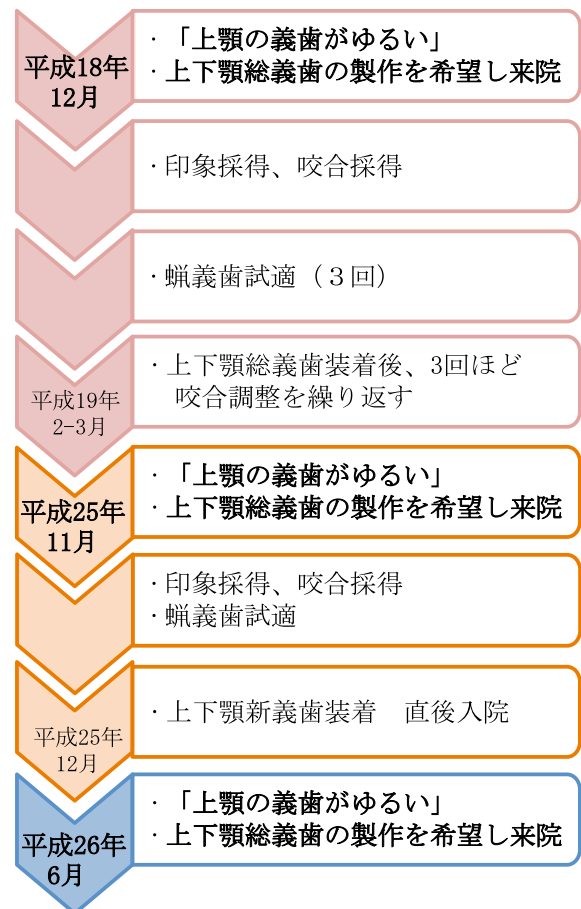 平成18年
12月
・「上顎の義歯がゆるい」
・上下顎総義歯の製作を希望し来院
・印象採得、咬合採得
・蝋義歯試適（３回）
平成19年
2-3月
・上下顎総義歯装着後、3回ほど
咬合調整を繰り返す
平成25年
11月
・「上顎の義歯がゆるい」
・上下顎総義歯の製作を希望し来院
・印象採得、咬合採得
・蝋義歯試適
平成25年
12月
・上下顎新義歯装着　直後入院
平成26年
6月
・「上顎の義歯がゆるい」
・上下顎総義歯の製作を希望し来院